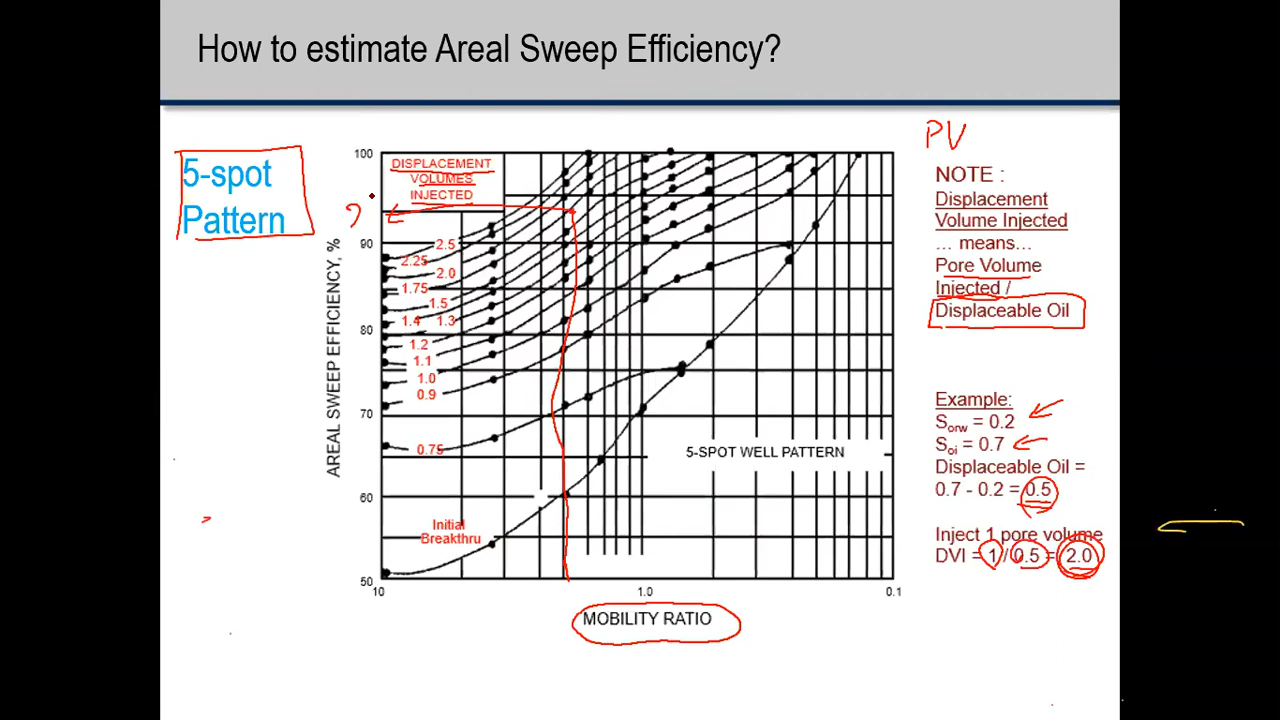 How to estimate Areal Sweep Efficiency?
5-spot
Pattern
PV
NOTE :
Displacement
Volume Injected
... means...
Pore Volume
Injected /
Displaceable Oil
Example:
Sorw = 0.2
Soi = 0.7
Displaceable Oil =
0.7 - 0.2 = 0.5
Inject 1 pore volume
DVI = 1 / 0.5 = 2.0
AREAL SWEEP EFFICIENCY, %
100
90
80
70
60
50
DISPLACEMENT
VOLUMES
INJECTED
?
2.5
2.25
2.0
1.75
1.5
1.4 1.3
1.2
1.1
1.0
0.9
0.75
Initial
Breakthru
5-SPOT WELL PATTERN
10 1.0 0.1
MOBILITY RATIO